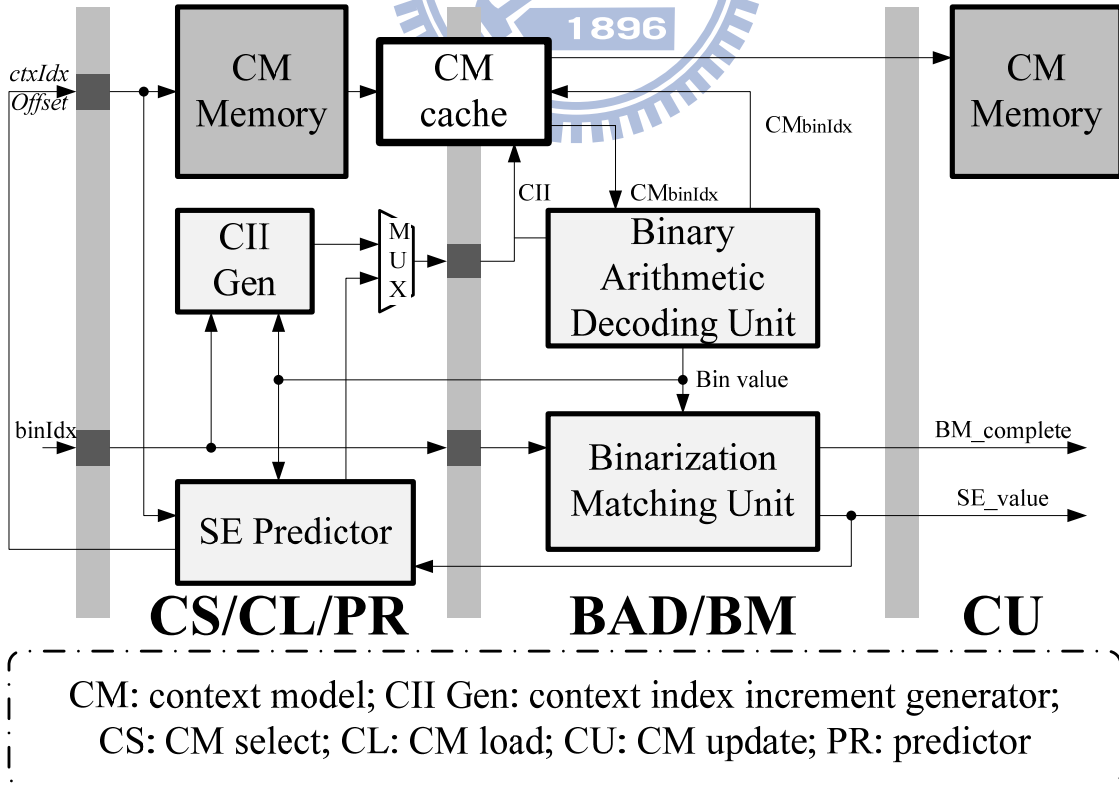 1896
ctxIdx
Offset
CM
Memory
CM
cache
CM
Memory
CMbinIdx
CII
CMbinIdx
CII
Gen
M
U
X
Binary
Arithmetic
Decoding Unit
Bin value
binIdx
BM_complete
Binarization
Matching Unit
SE_value
SE Predictor
CS/CL/PR
BAD/BM
CU
CM: context model; CII Gen: context index increment generator;
CS: CM select; CL: CM load; CU: CM update; PR: predictor